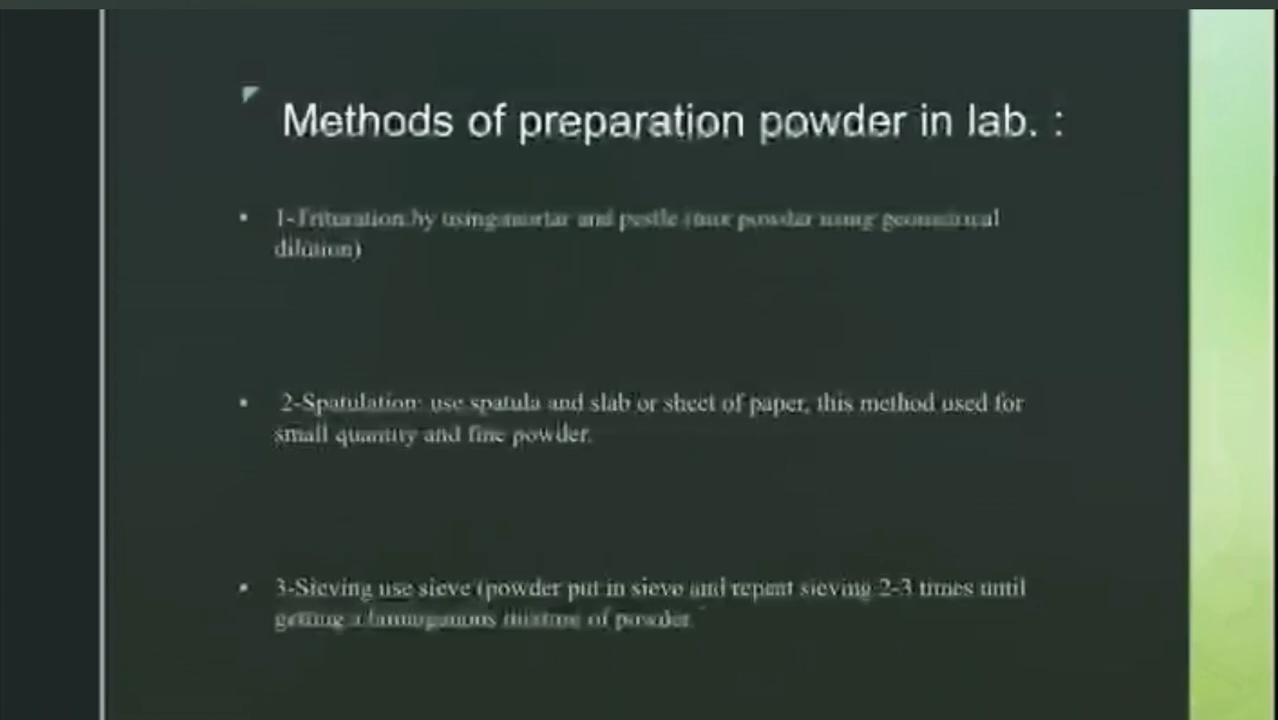 Methods of preparation powder in lab. :
1-Trituration:by using mortar and pestle (mix powdar using geometrical
dilution)
2-Spatulation: use spatula and slab or sheet of paper, this method used for
small quantity and fine powder.
3-Sieving use sieve (powder put in sieve and repeat sieving 2-3 times until
getting a homogenous mixture of powder.